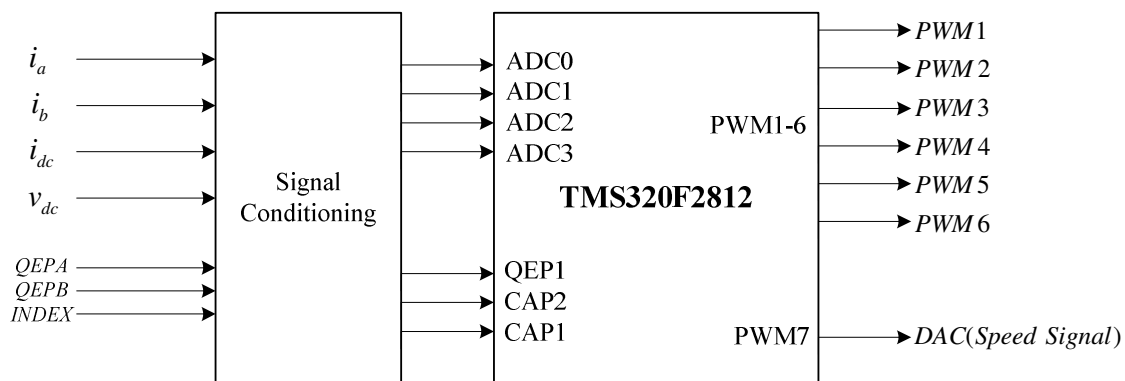 i_a
i_b
i_dc
v_dc
QEPA
QEPB
INDEX
Signal
Conditioning
ADC0
ADC1
ADC2
ADC3
PWM1-6
TMS320F2812
QEP1
CAP2
CAP1
PWM7
PWM1
PWM2
PWM3
PWM4
PWM5
PWM6
DAC(Speed Signal)